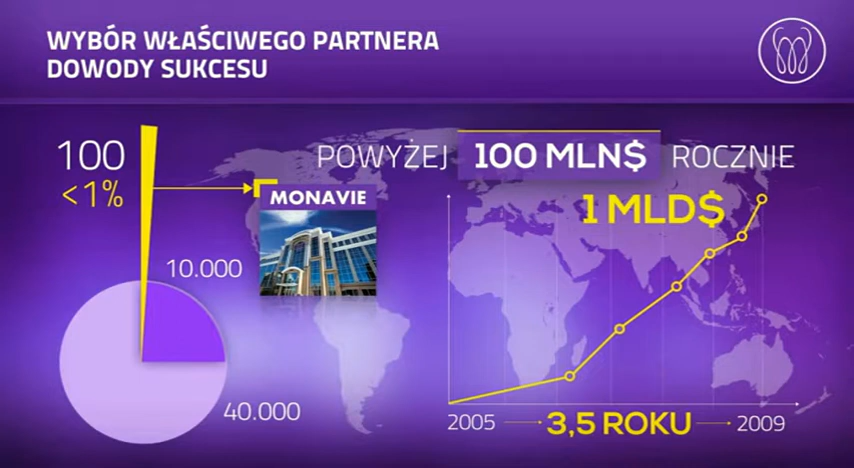 WYBÓR WŁAŚCIWEGO PARTNERA
DOWODY SUKCESU
100
<1%
MONAVIE
10.000
40.000
POWYŻEJ 100 MLN$ ROCZNIE
1 MLD$
2005 3,5 ROKU 2009